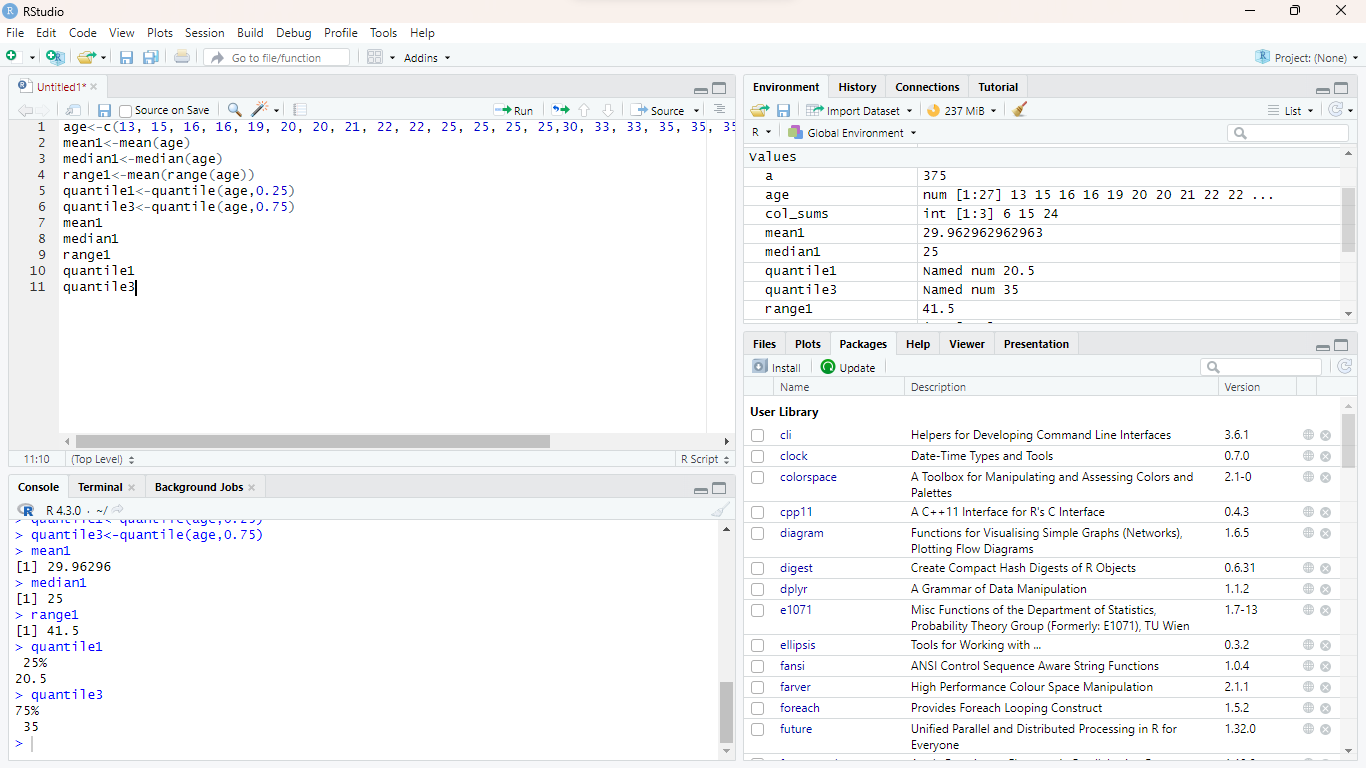 RStudio
File Edit Code View Plots Session Build Debug Profile Tools Help
Go to file/function Addins Project: (None)
Untitled1*
Source on Save Run Source
1 age<-c(13, 15, 16, 16, 19, 20, 20, 21, 22, 22, 25, 25, 25, 25,30, 33, 33, 35, 35, 35
2 mean1<-mean(age)
3 median1<-median(age)
4 range1<-mean(range(age))
5 quantile1<-quantile(age,0.25)
6 quantile3<-quantile(age,0.75)
7 mean1
8 median1
9 range1
10 quantile1
11 quantile3
11:10 (Top Level) R Script
Console Terminal Background Jobs
R 4.3.0 · ~/
> quantile1<-quantile(age,0.25)
> quantile3<-quantile(age,0.75)
> mean1
[1] 29.96296
> median1
[1] 25
> range1
[1] 41.5
> quantile1
25%
20.5
> quantile3
75%
35
>
Environment History Connections Tutorial
Import Dataset 237 MiB List
R Global Environment
Values
a 375
age num [1:27] 13 15 16 16 19 20 20 21 22 22 ...
col_sums int [1:3] 6 15 24
mean1 29.962962962963
median1 25
quantile1 Named num 20.5
quantile3 Named num 35
range1 41.5
Files Plots Packages Help Viewer Presentation
Install Update
Name Description Version
User Library
cli Helpers for Developing Command Line Interfaces 3.6.1
clock Date-Time Types and Tools 0.7.0
colorspace A Toolbox for Manipulating and Assessing Colors and 2.1-0
Palettes
cpp11 A C++11 Interface for R's C Interface 0.4.3
diagram Functions for Visualising Simple Graphs (Networks), 1.6.5
Plotting Flow Diagrams
digest Create Compact Hash Digests of R Objects 0.6.31
dplyr A Grammar of Data Manipulation 1.1.2
e1071 Misc Functions of the Department of Statistics, 1.7-13
Probability Theory Group (Formerly: E1071), TU Wien
ellipsis Tools for Working with ... 0.3.2
fansi ANSI Control Sequence Aware String Functions 1.0.4
farver High Performance Colour Space Manipulation 2.1.1
foreach Provides Foreach Looping Construct 1.5.2
future Unified Parallel and Distributed Processing in R for 1.32.0
Everyone